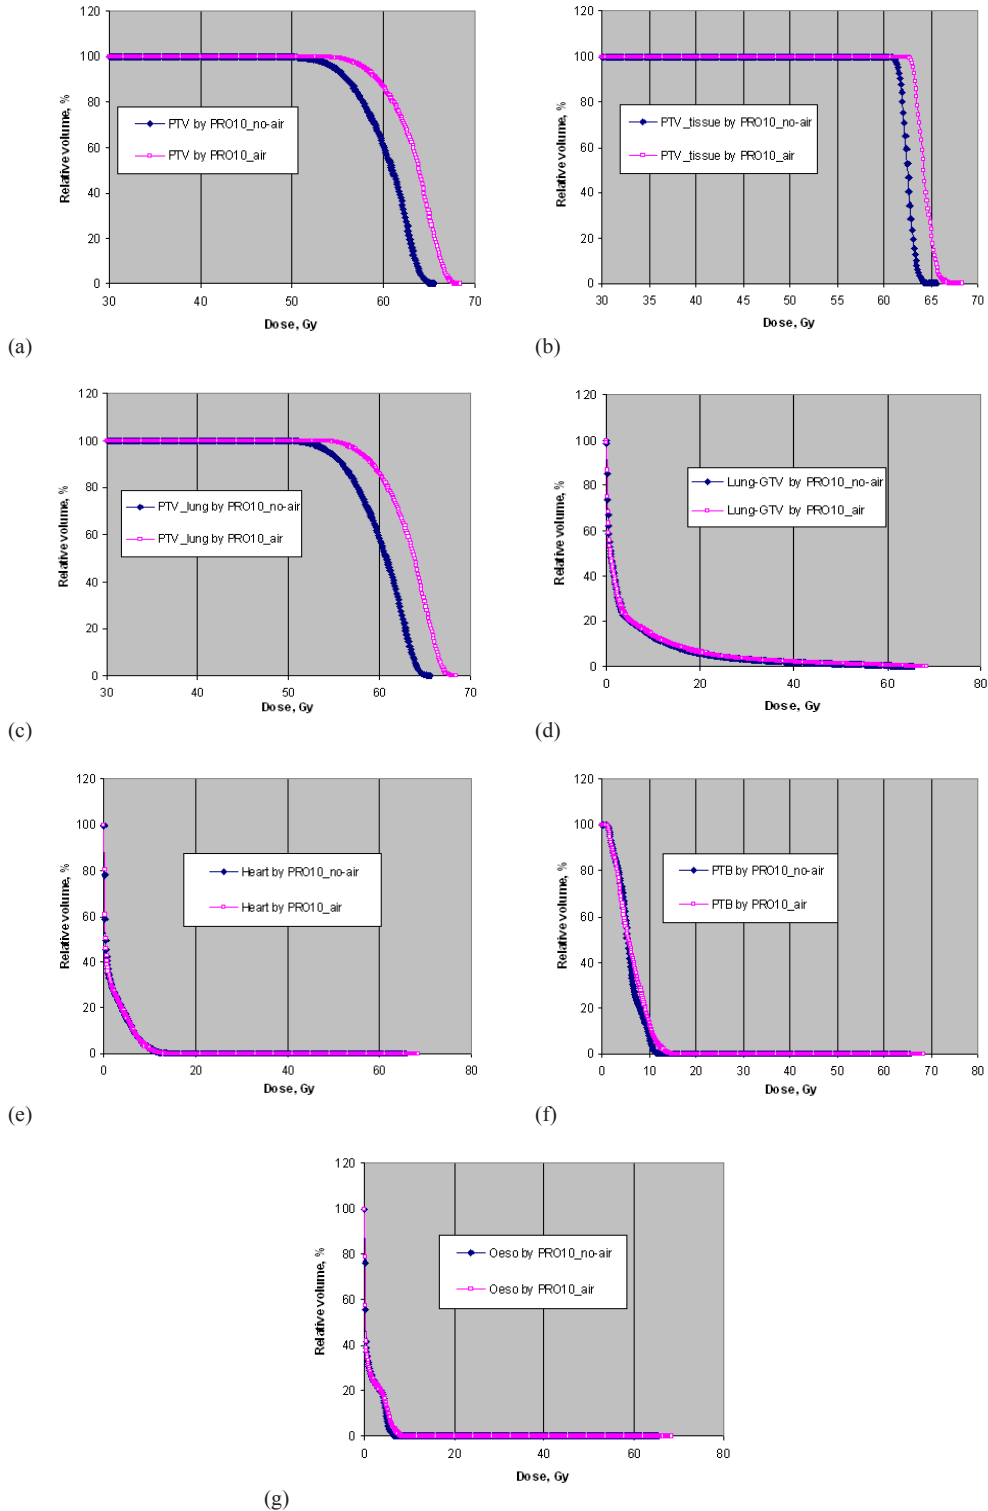 120
100
80
60
40
20
0
Relative volume, %
PTV by PRO10_no-air
PTV by PRO10_air
30 40 50 60 70
Dose, Gy
(a)
120
100
80
60
40
20
0
Relative volume, %
PTV_tissue by PRO10_no-air
PTV_tissue by PRO10_air
30 35 40 45 50 55 60 65 70
Dose, Gy
(b)
120
100
80
60
40
20
0
Relative volume, %
PTV_lung by PRO10_no-air
PTV_lung by PRO10_air
30 40 50 60 70
Dose, Gy
(c)
120
100
80
60
40
20
0
Relative volume, %
Lung-GTV by PRO10_no-air
Lung-GTV by PRO10_air
0 20 40 60 80
Dose, Gy
(d)
120
100
80
60
40
20
0
Relative volume, %
Heart by PRO10_no-air
Heart by PRO10_air
0 20 40 60 80
Dose, Gy
(e)
120
100
80
60
40
20
0
Relative volume, %
PTB by PRO10_no-air
PTB by PRO10_air
0 10 20 30 40 50 60 70 80
Dose, Gy
(f)
120
100
80
60
40
20
0
Relative volume, %
Oeso by PRO10_no-air
Oeso by PRO10_air
0 20 40 60 80
Dose, Gy
(g)